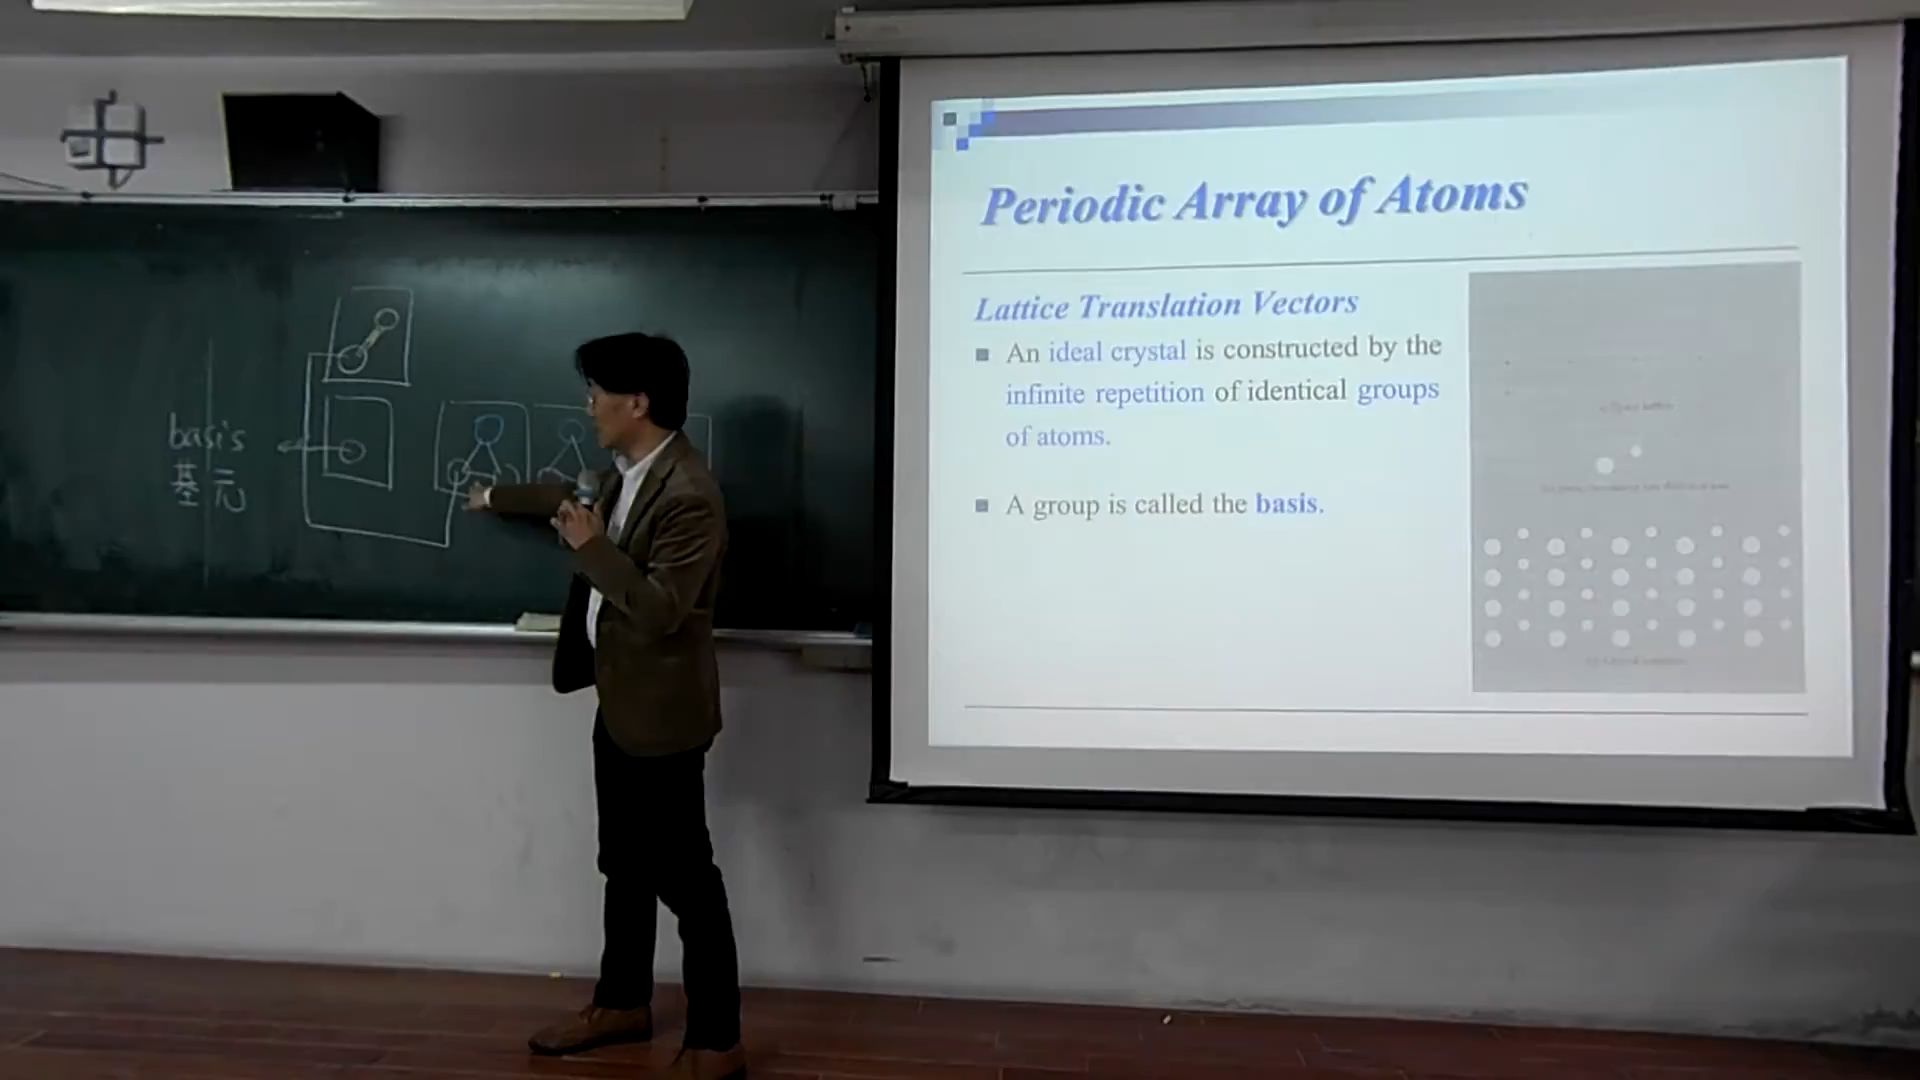 basis
基元
Periodic Array of Atoms
Lattice Translation Vectors
An ideal crystal is constructed by the
infinite repetition of identical groups
of atoms.
A group is called the basis.